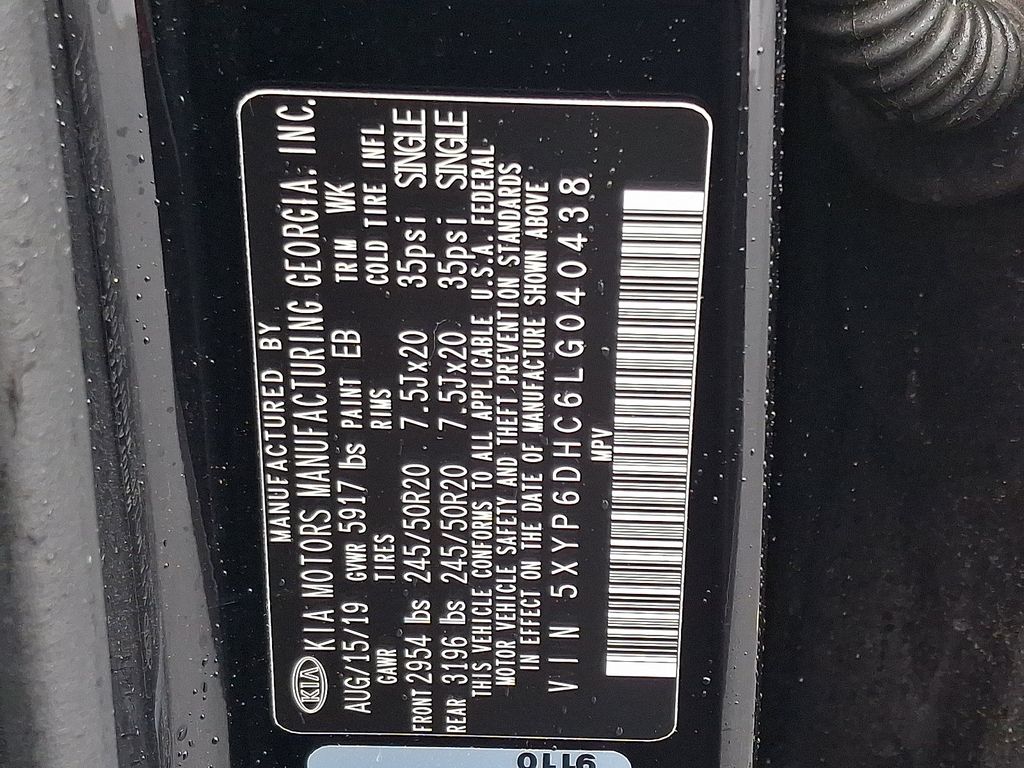 MANUFACTURED BY
KIA KIA MOTORS MANUFACTURING GEORGIA. INC.
AUG/15/19 GVWR 5917 lbs PAINT EB TRIM WK
GAWR TIRES RIMS COLD TIRE INFL
FRONT 2954 lbs 245/50R20 7.5Jx20 35psi SINGLE
REAR 3196 lbs 245/50R20 7.5Jx20 35psi SINGLE
THIS VEHICLE CONFORMS TO ALL APPLICABLE U.S.A. FEDERAL
MOTOR VEHICLE SAFETY AND THEFT PREVENTION STANDARDS
IN EFFECT ON THE DATE OF MANUFACTURE SHOWN ABOVE
VIN 5XYP6DHC6LG040438
MPV
9110